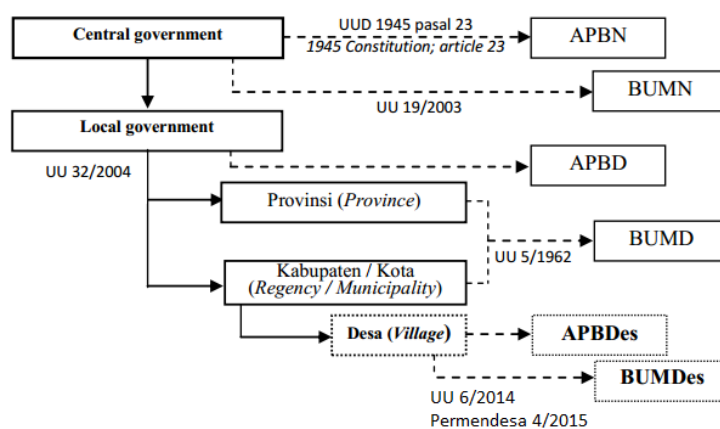 Central government
UUD 1945 pasal 23
1945 Constitution; article 23
APBN
BUMN
UU 19/2003
Local government
UU 32/2004
APBD
Provinsi (Province)
BUMD
UU 5/1962
Kabupaten / Kota
(Regency / Municipality)
Desa (Village)
APBDes
BUMDes
UU 6/2014
Permendesa 4/2015